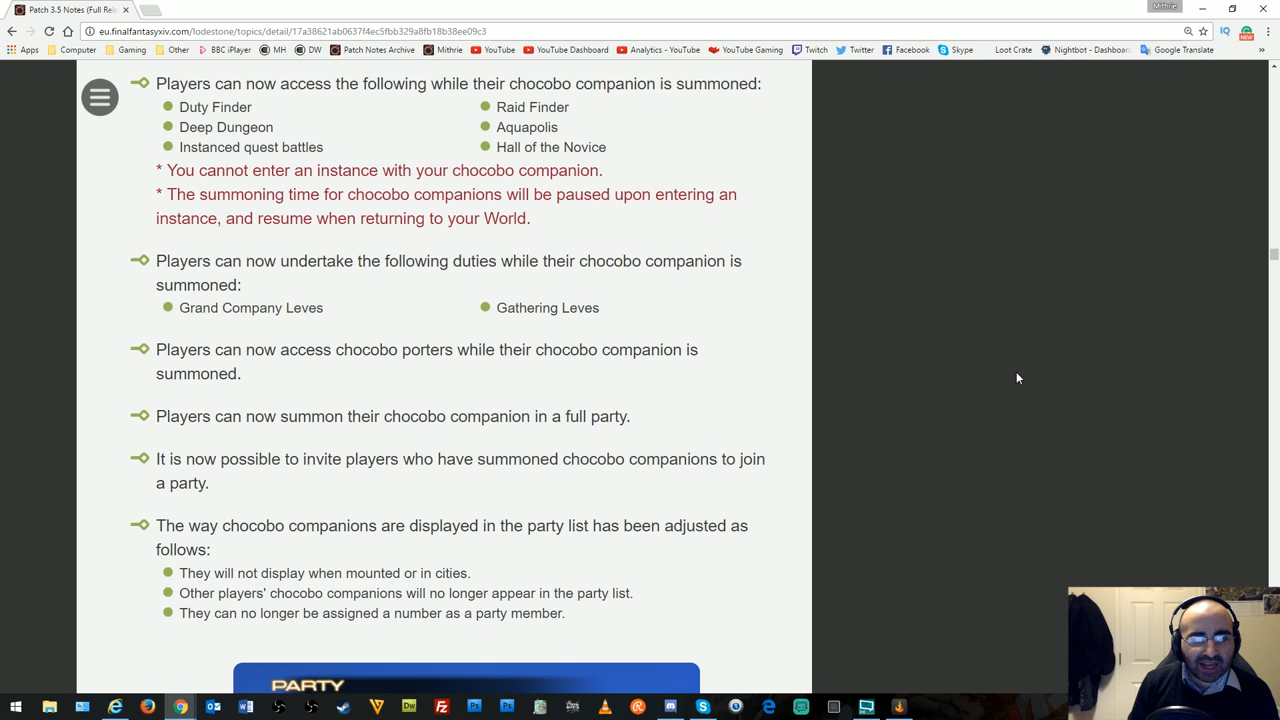 Patch 3.5 Notes (Full Rele
Mithrie
eu.finalfantasyxiv.com/lodestone/topics/detail/17a38621ab0637f4ec5fbb329a8fb18b38ee09c3
Apps Computer Gaming Other BBC iPlayer MH DW Patch Notes Archive Mithrie YouTube YouTube Dashboard Analytics - YouTube YouTube Gaming Twitch Twitter Facebook Skype Loot Crate Nightbot - Dashboard Google Translate
Players can now access the following while their chocobo companion is summoned:
Duty Finder Raid Finder
Deep Dungeon Aquapolis
Instanced quest battles Hall of the Novice
* You cannot enter an instance with your chocobo companion.
* The summoning time for chocobo companions will be paused upon entering an
instance, and resume when returning to your World.
Players can now undertake the following duties while their chocobo companion is
summoned:
Grand Company Leves Gathering Leves
Players can now access chocobo porters while their chocobo companion is
summoned.
Players can now summon their chocobo companion in a full party.
It is now possible to invite players who have summoned chocobo companions to join
a party.
The way chocobo companions are displayed in the party list has been adjusted as
follows:
They will not display when mounted or in cities.
Other players' chocobo companions will no longer appear in the party list.
They can no longer be assigned a number as a party member.
PARTY